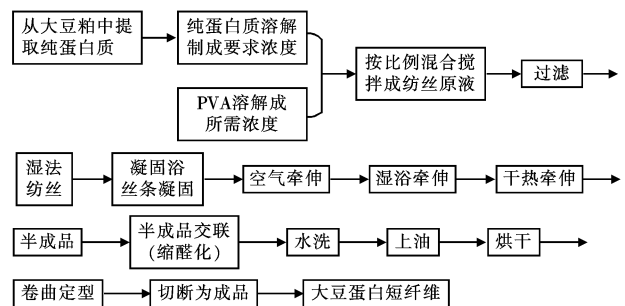 从大豆粕中提
取纯蛋白质
纯蛋白质溶解
制成要求浓度
PVA溶解成
所需浓度
按比例混合搅
拌成纺丝原液
过滤
湿法
纺丝
凝固浴
丝条凝固
空气牵伸
湿浴牵伸
干热牵伸
半成品
半成品交联
(缩醛化)
水洗
上油
烘干
卷曲定型
切断为成品
大豆蛋白短纤维